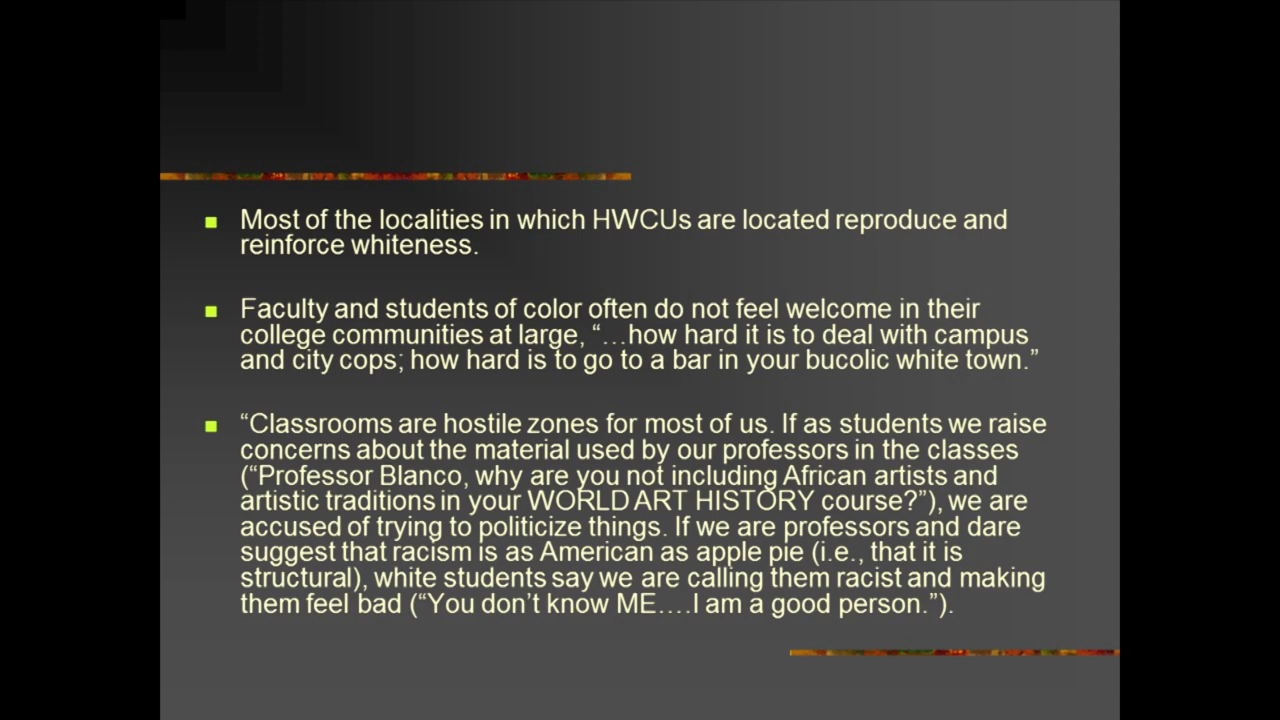 Most of the localities in which HWCUs are located reproduce and
reinforce whiteness.
Faculty and students of color often do not feel welcome in their
college communities at large, “…how hard it is to deal with campus
and city cops; how hard is to go to a bar in your bucolic white town.”
“Classrooms are hostile zones for most of us. If as students we raise
concerns about the material used by our professors in the classes
(“Professor Blanco, why are you not including African artists and
artistic traditions in your WORLD ART HISTORY course?”), we are
accused of trying to politicize things. If we are professors and dare
suggest that racism is as American as apple pie (i.e., that it is
structural), white students say we are calling them racist and making
them feel bad (“You don’t know ME….I am a good person.”).